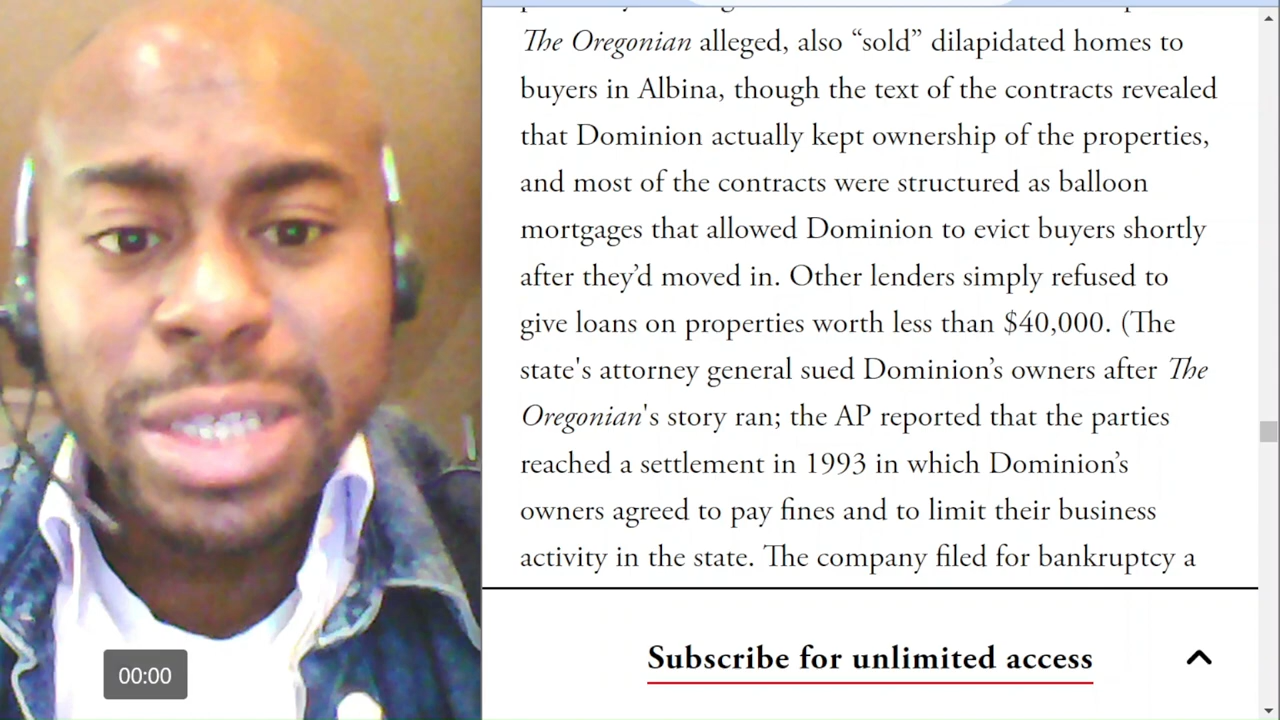 The Oregonian alleged, also “sold” dilapidated homes to
buyers in Albina, though the text of the contracts revealed
that Dominion actually kept ownership of the properties,
and most of the contracts were structured as balloon
mortgages that allowed Dominion to evict buyers shortly
after they’d moved in. Other lenders simply refused to
give loans on properties worth less than $40,000. (The
state's attorney general sued Dominion’s owners after The
Oregonian's story ran; the AP reported that the parties
reached a settlement in 1993 in which Dominion’s
owners agreed to pay fines and to limit their business
activity in the state. The company filed for bankruptcy a
Subscribe for unlimited access
00:00